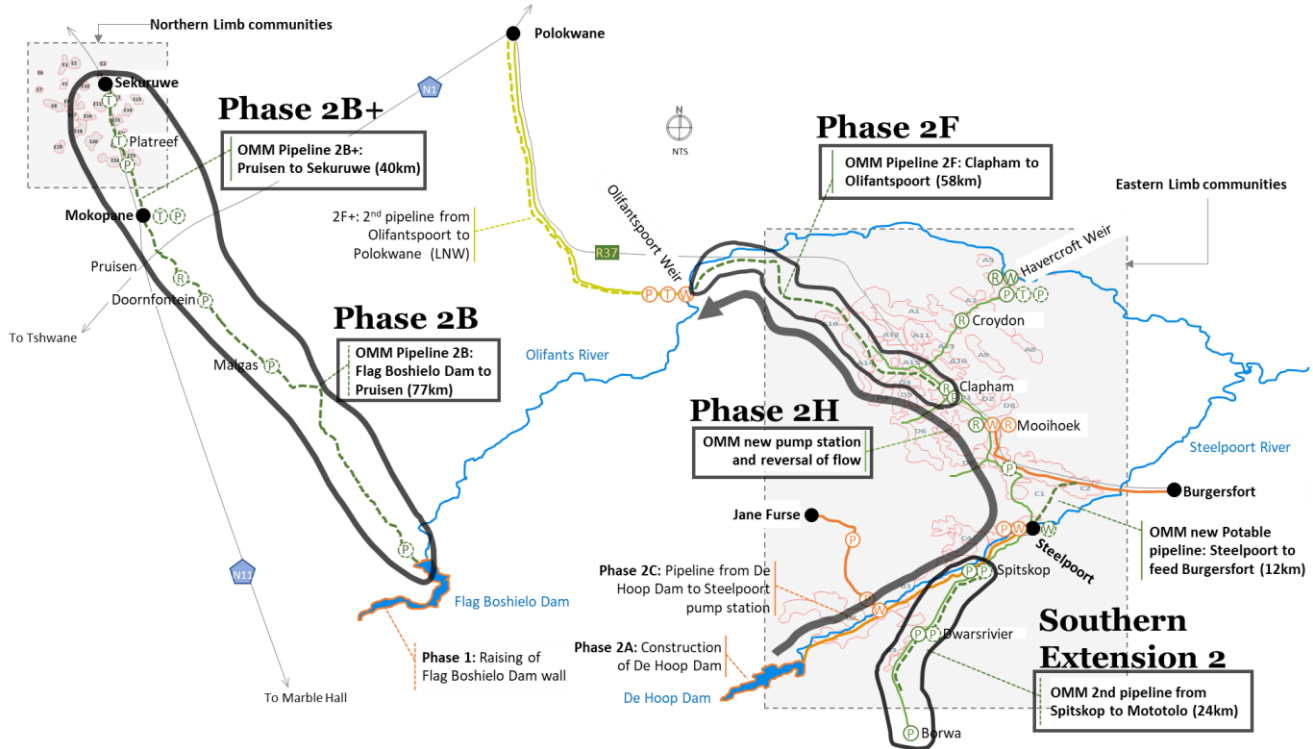 Northern Limb communities
Polokwane
Sekuruwe
Phase 2B+
N1
T
Platreef
T
P
OMM Pipeline 2B+:
Pruisen to Sekuruwe (40km)
N
NTS
Phase 2F
OMM Pipeline 2F: Clapham to
Olifantspoort (58km)
Eastern Limb communities
Mokopane
T P
2F+: 2nd pipeline from
Olifantspoort to
Polokwane (LNW)
Olifantspoort Weir
R37
Havercroft Weir
R W
P T P
Pruisen
R
Doornfontein
P
P T W
R
Croydon
To Tshwane
Phase 2B
OMM Pipeline 2B:
Flag Boshielo Dam to
Pruisen (77km)
Malgas
P
Olifants River
R
Clapham
P
Phase 2H
OMM new pump station
and reversal of flow
R W R
Mooihoek
Steelpoort River
P
Burgersfort
Jane Furse
P
P W
W
Steelpoort
OMM new Potable
pipeline: Steelpoort to
feed Burgersfort (12km)
P
N11
Flag Boshielo Dam
Phase 2C: Pipeline from De
Hoop Dam to Steelpoort
pump station
P P
Spitskop
W
Phase 1: Raising of
Flag Boshielo Dam wall
Phase 2A: Construction
of De Hoop Dam
P P
Dwarsrivier
Southern
Extension 2
OMM 2nd pipeline from
Spitskop to Mototolo (24km)
To Marble Hall
De Hoop Dam
P
Borwa